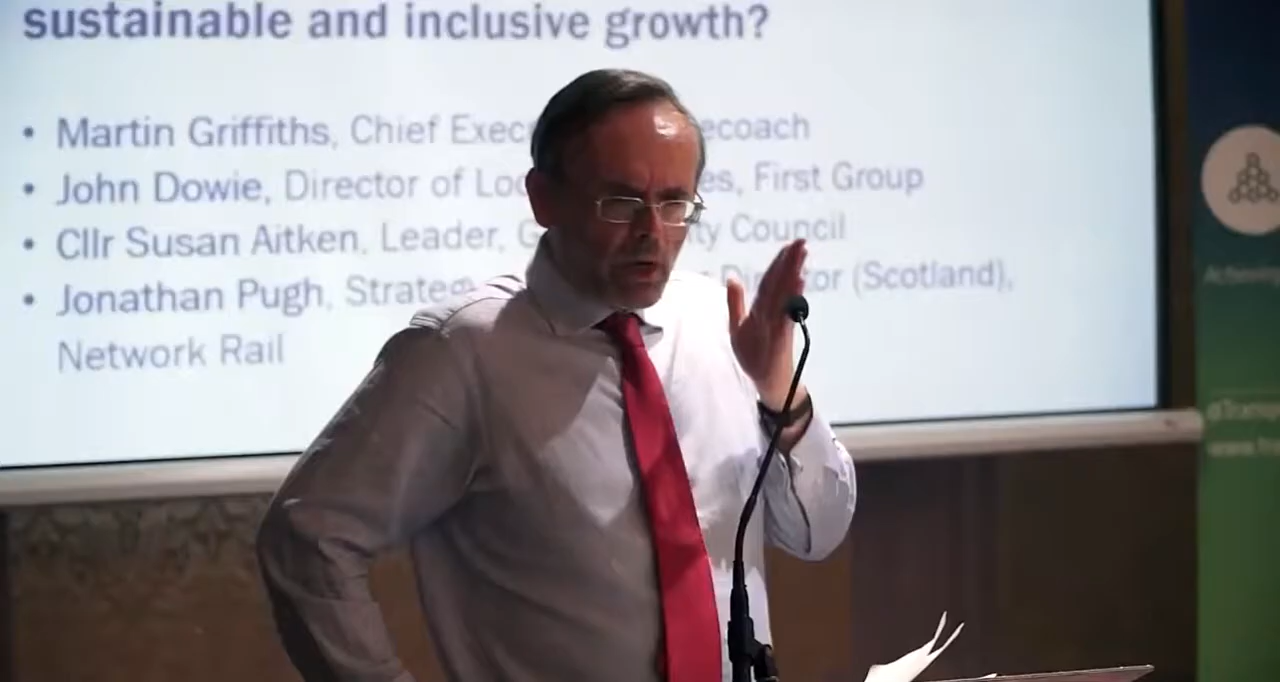 sustainable and inclusive growth?
• Martin Griffiths, Chief Exec ecoach
• John Dowie, Director of Loc es, First Group
• Cllr Susan Aitken, Leader, G ty Council
• Jonathan Pugh, Strateg Director (Scotland),
Network Rail